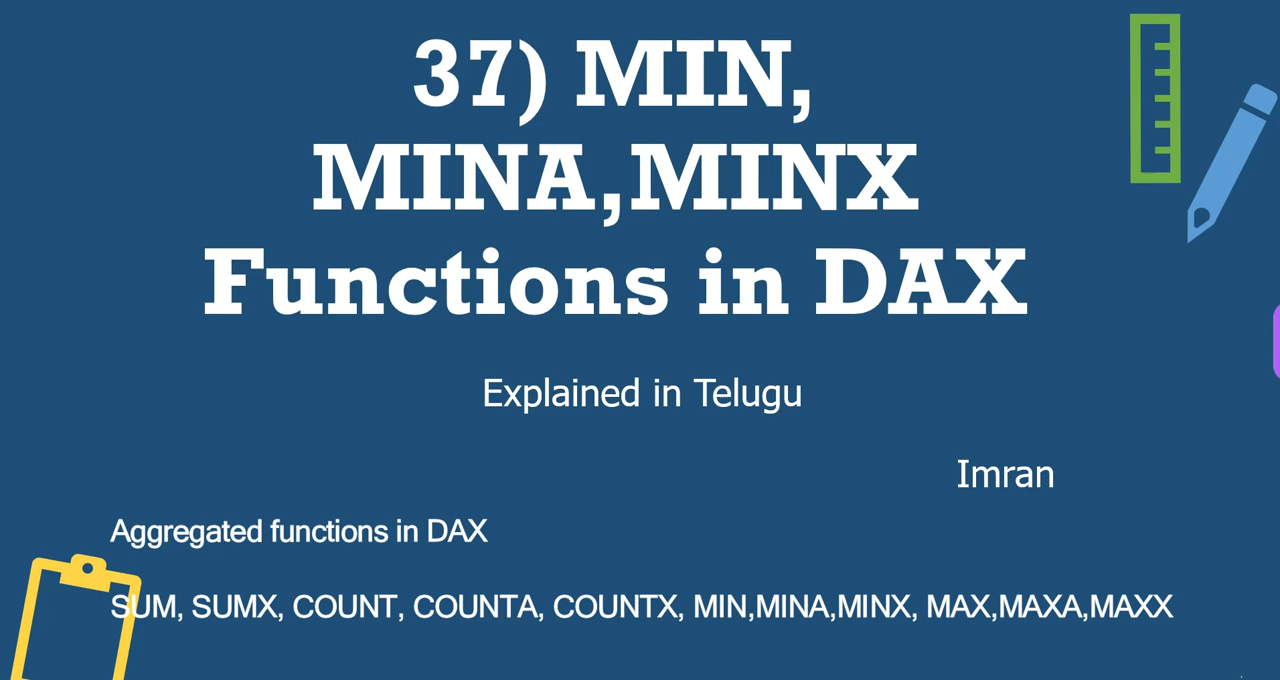 37) MIN,
MINA,MINX
Functions in DAX
Explained in Telugu
Imran
Aggregated functions in DAX
SUM, SUMX, COUNT, COUNTA, COUNTX, MIN,MINA,MINX, MAX,MAXA,MAXX